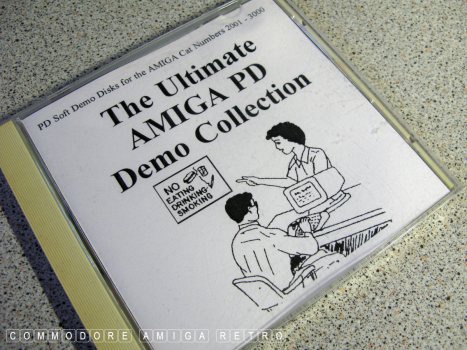 PD Soft Demo Disks for the AMIGA Cat Numbers 2001 - 3000
The Ultimate
AMIGA PD
Demo Collection
NO
EATING
DRINKING
SMOKING
COMMODORE AMIGA RETRO